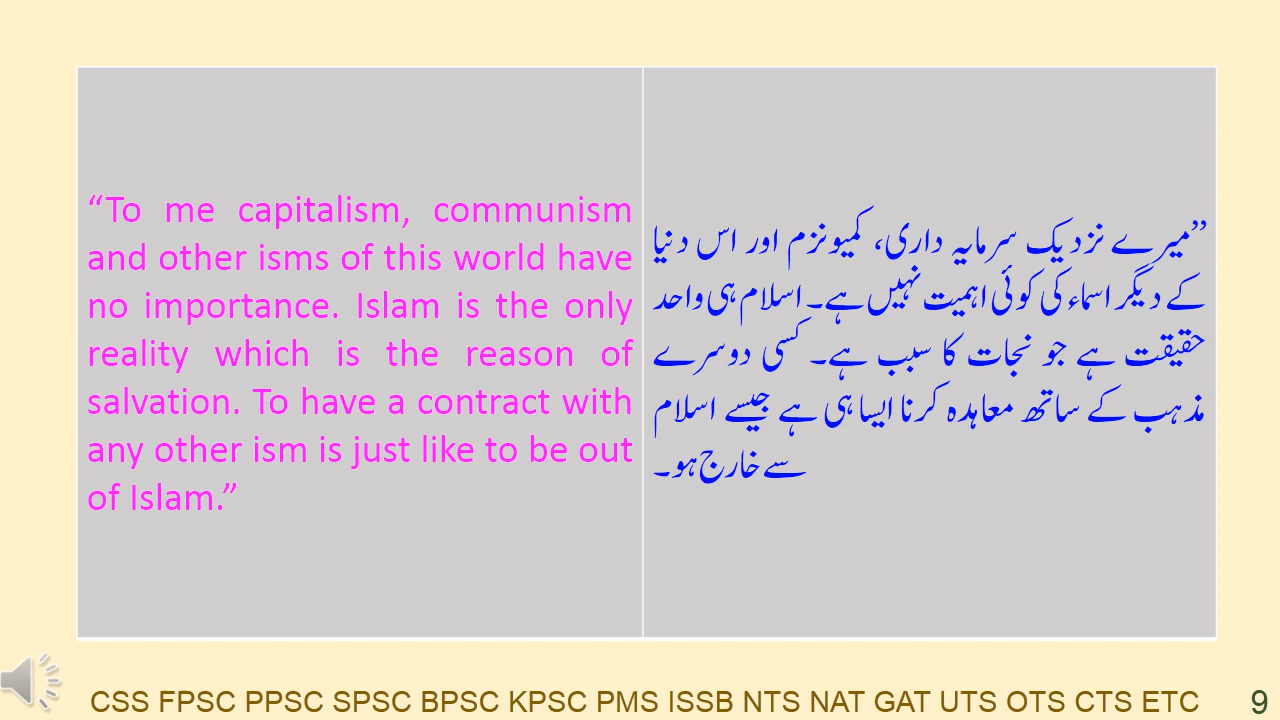 “To me capitalism, communism
and other isms of this world have
no importance. Islam is the only
reality which is the reason of
salvation. To have a contract with
any other ism is just like to be out
of Islam.”
”میرے نزدیک سرمایہ داری، کمیونزم اور اس دنیا
کے دیگر اسماء کی کوئی اہمیت نہیں ہے۔ اسلام ہی واحد
حقیقت ہے جو نجات کا سبب ہے۔ کسی دوسرے
مذہب کے ساتھ معاہدہ کرنا ایسا ہی ہے جیسے اسلام
سے خارج ہو۔
CSS FPSC PPSC SPSC BPSC KPSC PMS ISSB NTS NAT GAT UTS OTS CTS ETC
9